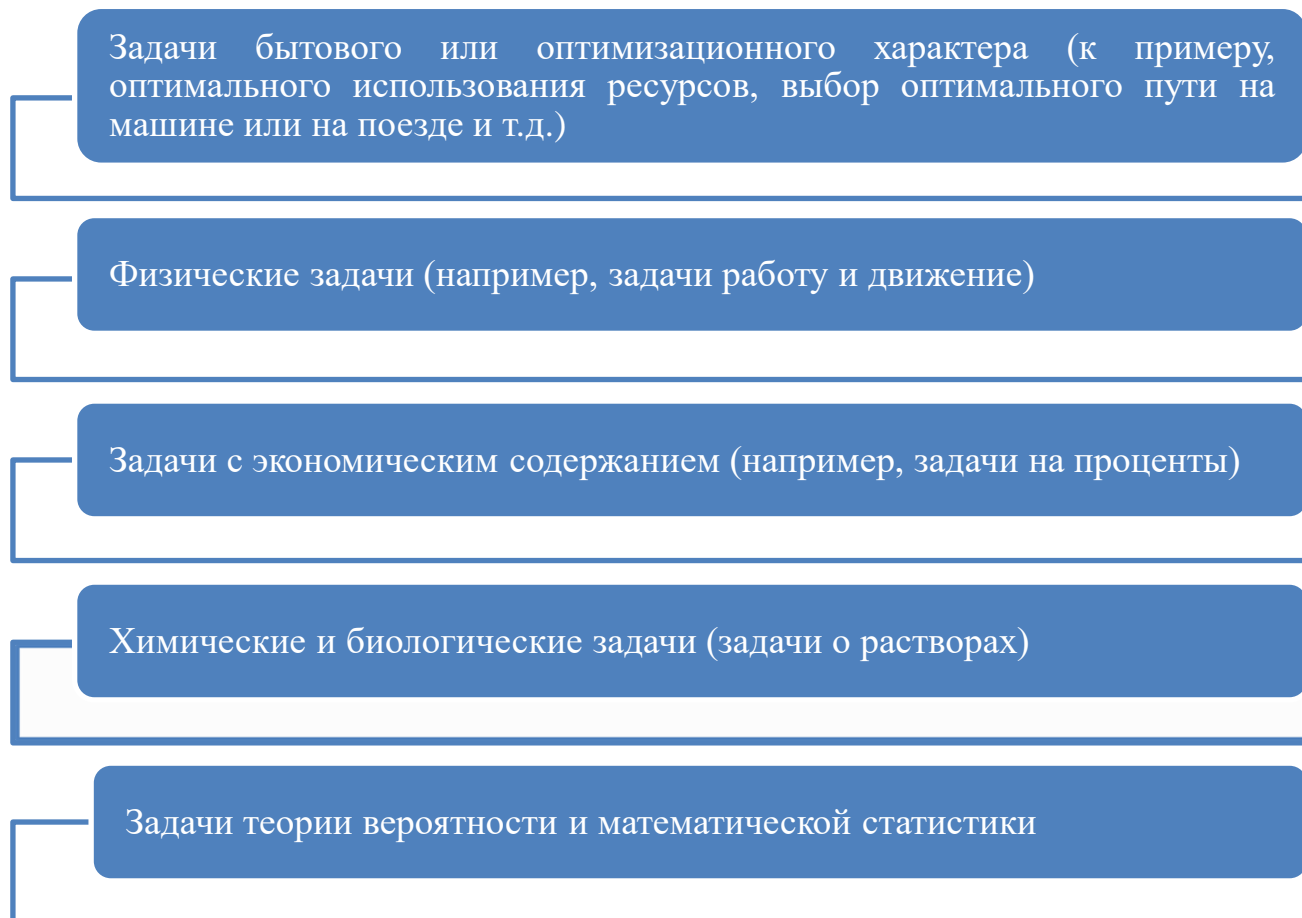 Задачи бытового или оптимизационного характера (к примеру,
оптимального использования ресурсов, выбор оптимального пути на
машине или на поезде и т.д.)
Физические задачи (например, задачи работу и движение)
Задачи с экономическим содержанием (например, задачи на проценты)
Химические и биологические задачи (задачи о растворах)
Задачи теории вероятности и математической статистики